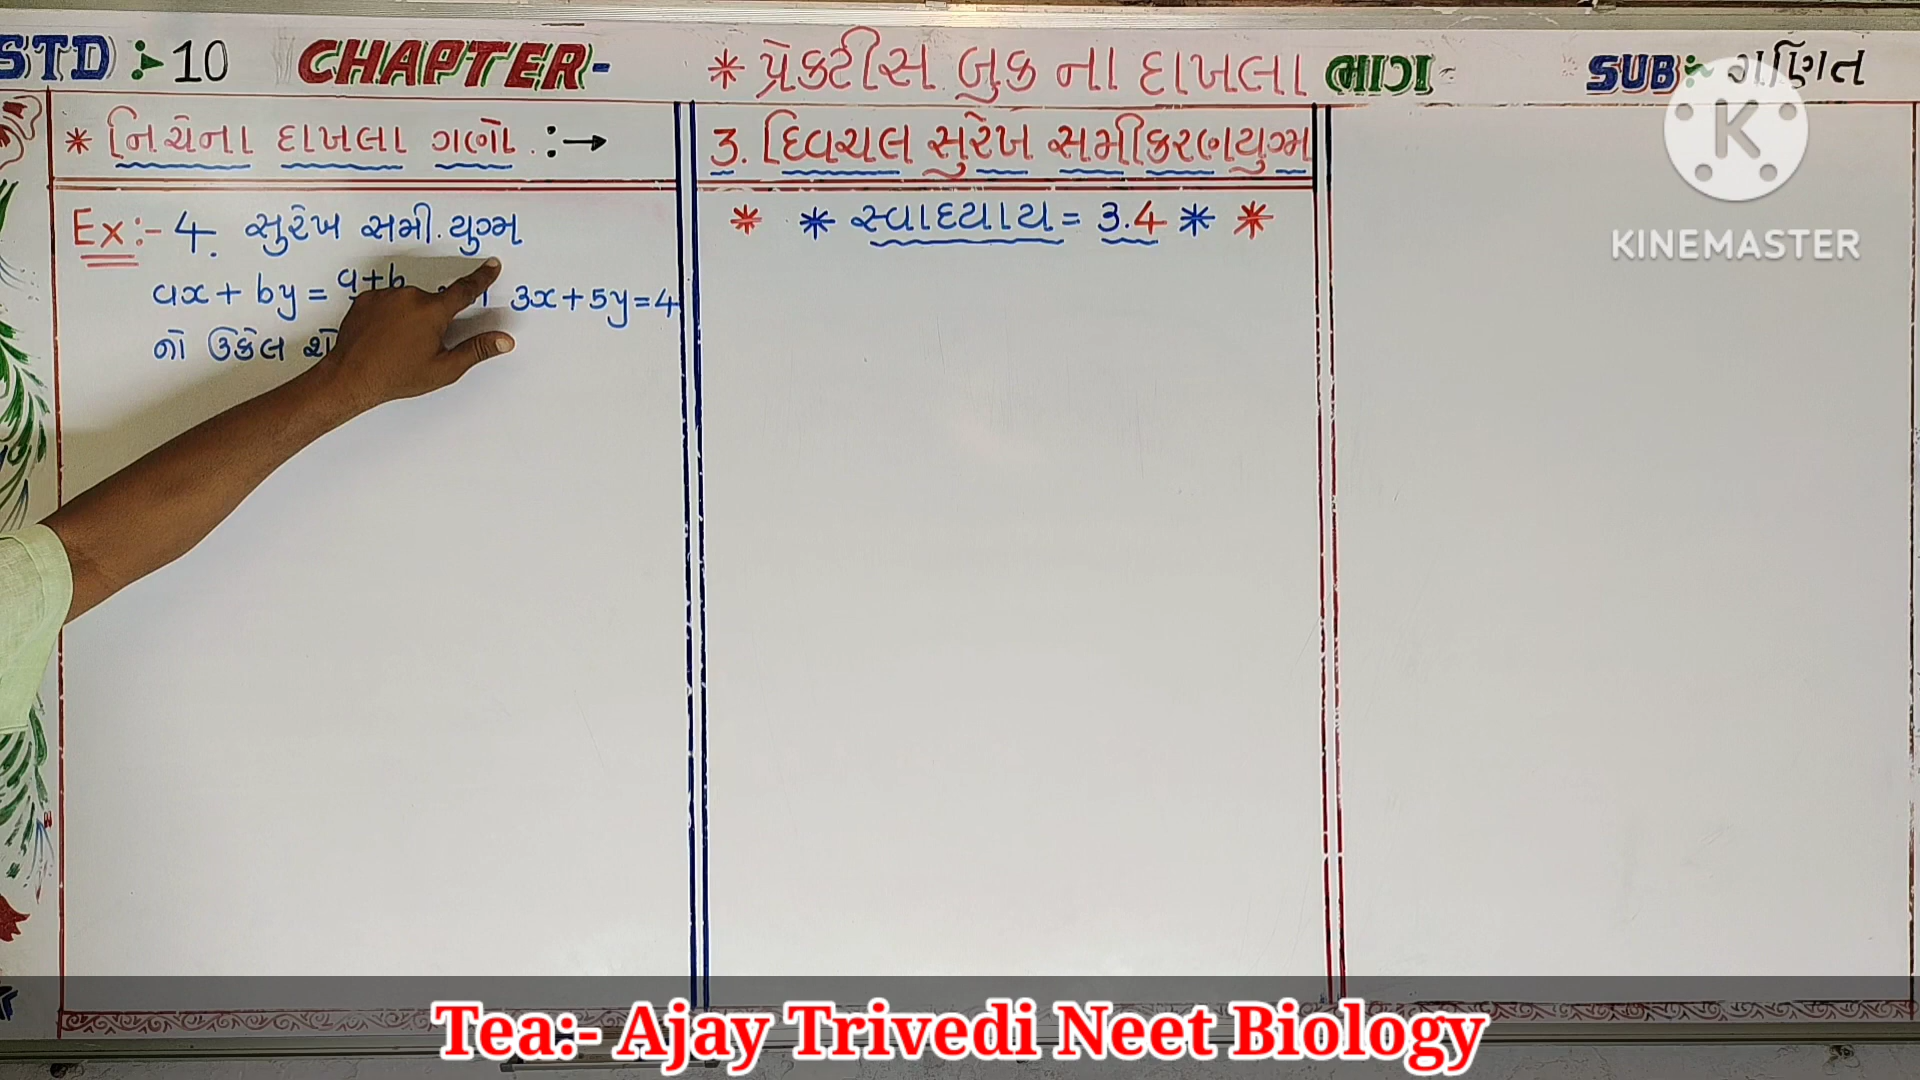 STD :- 10 CHAPTER- * પ્રેકટીસ બુક ના દાખલા ભાગ - SUB:- ગણિત
* નિચેના દાખલા ગણો :→
Ex:- 4. સુરેખ સમી. યુગ્મ
ax + by = a+b 3x + 5y = 4
નો ઉકેલ
3. દ્વિચલ સુરેખ સમીકરણયુગ્મ
* * સ્વાધ્યાય = 3.4 * *
K
KINEMASTER
Tea:- Ajay Trivedi Neet Biology